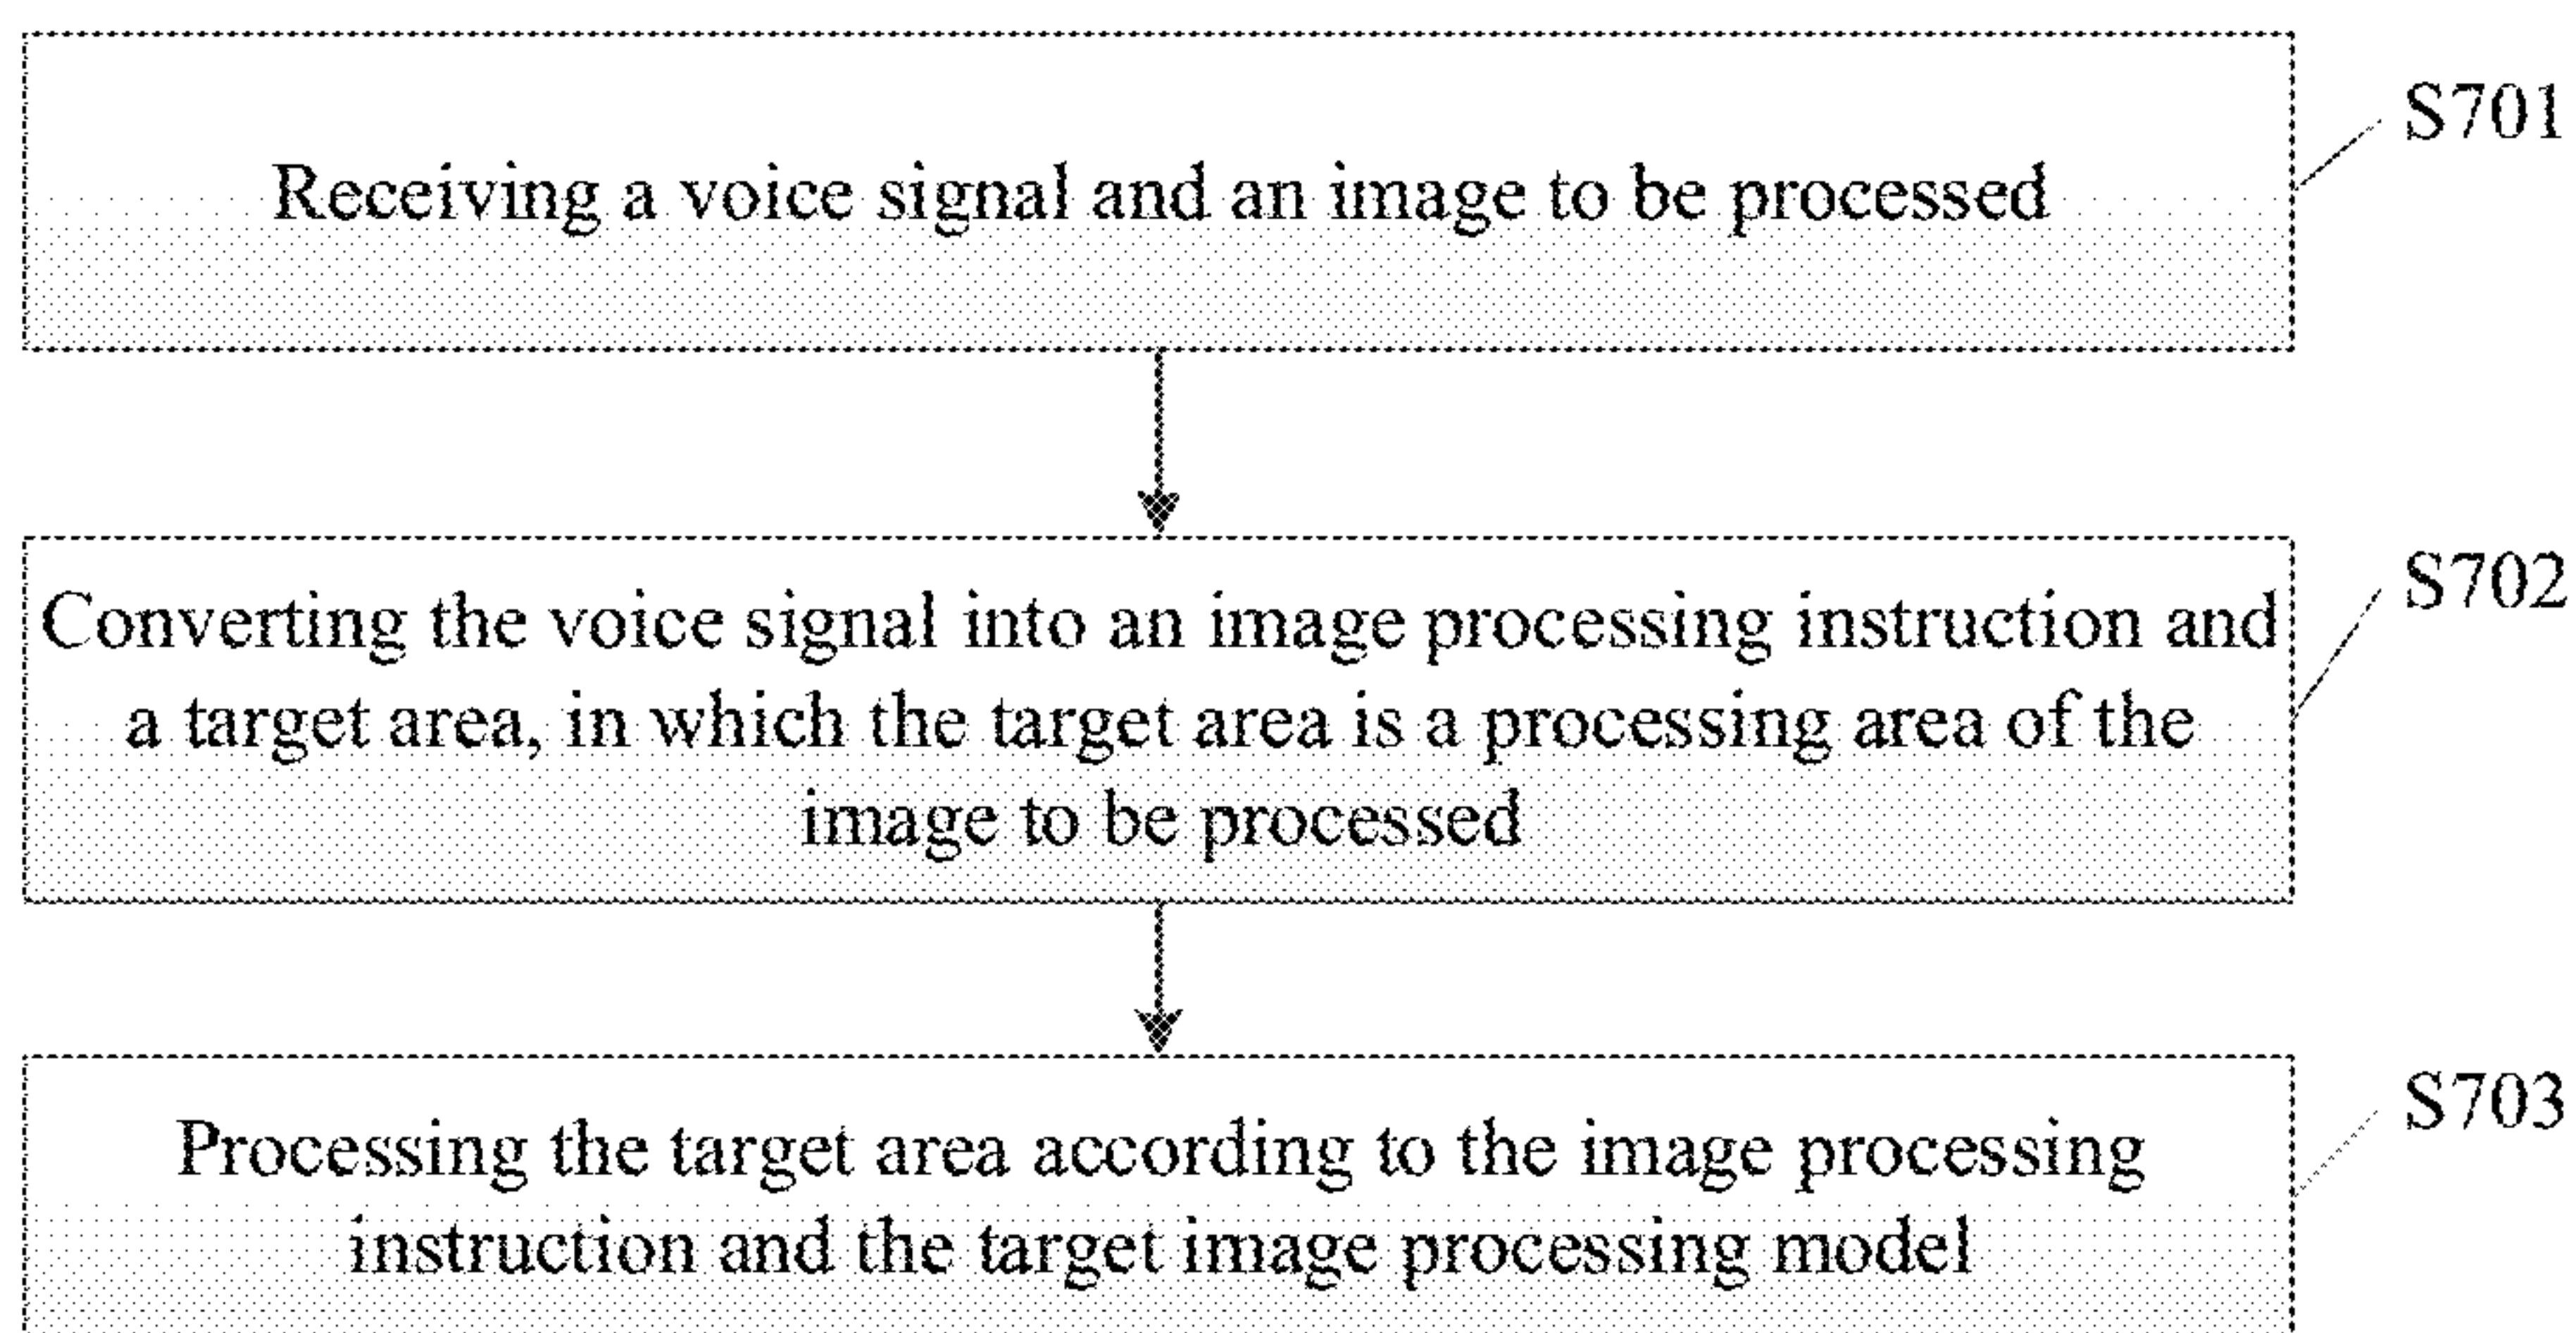 Receiving a voice signal and an image to be processed
S701
Converting the voice signal into an image processing instruction and
a target area, in which the target area is a processing area of the
image to be processed
S702
Processing the target area according to the image processing
instruction and the target image processing model
S703